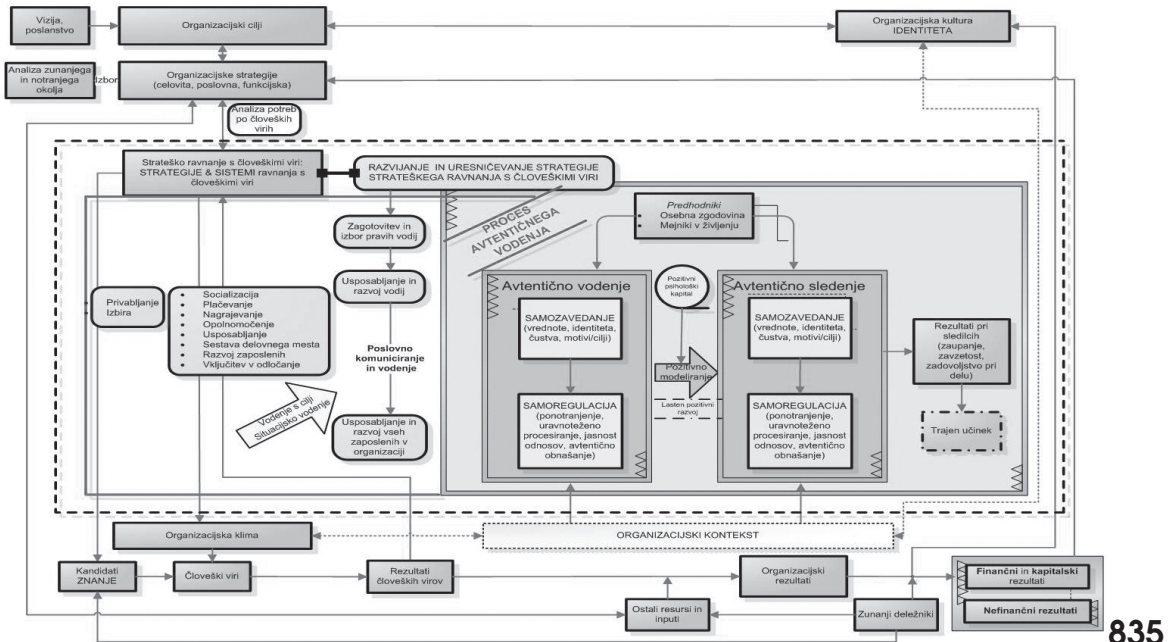 Vizija,
poslanstvo
Organizacijski cilji
Organizacijska kultura
IDENTITETA
Analiza zunanjega
in notranjega
okolja
Izbor
Organizacijske strategije
(celovita, poslovna, funkcijska)
Analiza potreb
po človeških
virih
Strateško ravnanje s človeškimi viri:
STRATEGIJE & SISTEMI ravnanja s
človeškimi viri
RAZVIJANJE IN URESNIČEVANJE STRATEGIJE
STRATEŠKEGA RAVNANJA S ČLOVEŠKIMI VIRI
PROCES
AVTENTIČNEGA
VODENJA
Predhodniki
Osebna zgodovina
Mejniki v življenju
Zagotovitev in
izbor pravih vodij
Usposabljanje in
razvoj vodij
Poslovno
komuniciranje
in vodenje
Usposabljanje in
razvoj vseh
zaposlenih v
organizaciji
Privabljanje
Izbira
• Socializacija
• Plačevanje
• Nagrajevanje
• Opolnomočenje
• Usposabljanje
• Sestava delovnega mesta
• Razvoj zaposlenih
• Vključitev v odločanje
Vodenje s cilji
Situacijsko vodenje
Avtentično vodenje
SAMOZAVEDANJE
(vrednote, identiteta,
čustva, motivi/cilji)
SAMOREGULACIJA
(ponotranjenje,
uravnoteženo
procesiranje, jasnost
odnosov, avtentično
obnašanje)
Pozitivni
psihološki
kapital
Pozitivno
modeliranje
Lasten pozitivni
razvoj
Avtentično sledenje
SAMOZAVEDANJE
(vrednote, identiteta,
čustva, motivi/cilji)
SAMOREGULACIJA
(ponotranjenje,
uravnoteženo
procesiranje, jasnost
odnosov, avtentično
obnašanje)
Rezultati pri
sledilcih
(zaupanje,
zavzetost,
zadovoljstvo pri
delu)
Trajen učinek
Organizacijska klima
ORGANIZACIJSKI KONTEKST
Kandidati
ZNANJE
Človeški viri
Rezultati
človeških virov
Organizacijski
rezultati
Finančni in kapitalski
rezultati
Nefinančni rezultati
Ostali resursi in
inputi
Zunanji deležniki
835